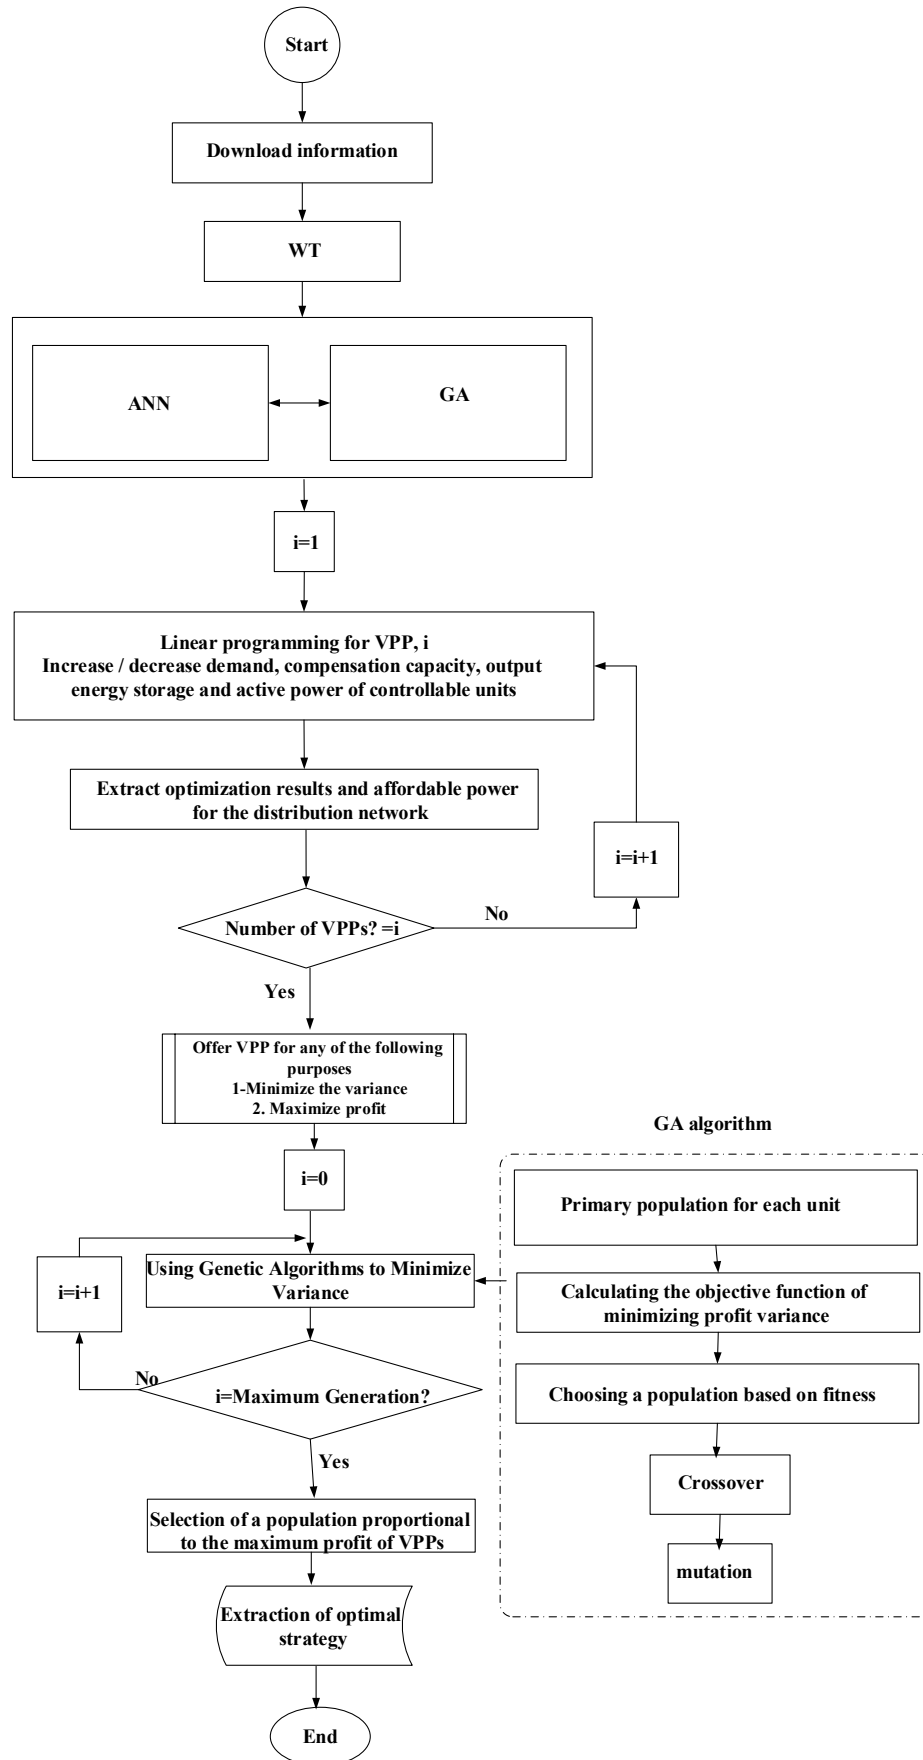 Start
Download information
WT
ANN
GA
i=1
Linear programming for VPP, i
Increase / decrease demand, compensation capacity, output
energy storage and active power of controllable units
Extract optimization results and affordable power
for the distribution network
i=i+1
Number of VPPs? =i
No
Yes
Offer VPP for any of the following
purposes
1-Minimize the variance
2. Maximize profit
i=0
Using Genetic Algorithms to Minimize
Variance
i=i+1
No
i=Maximum Generation?
Yes
Selection of a population proportional
to the maximum profit of VPPs
Extraction of optimal
strategy
End
GA algorithm
Primary population for each unit
Calculating the objective function of
minimizing profit variance
Choosing a population based on fitness
Crossover
mutation